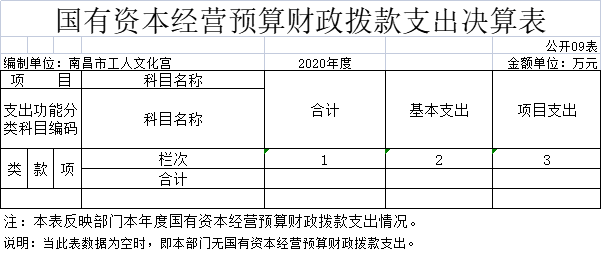 国有资本经营预算财政拨款支出决算表
公开09表
编制单位：南昌市工人文化宫 2020年度 金额单位：万元
项 目 科目名称 合计 基本支出 项目支出
支出功能分类科目编码 科目名称
类 款 项 栏次 1 2 3
合计
注：本表反映部门本年度国有资本经营预算财政拨款支出情况。
说明：当此表数据为空时，即本部门无国有资本经营预算财政拨款支出。